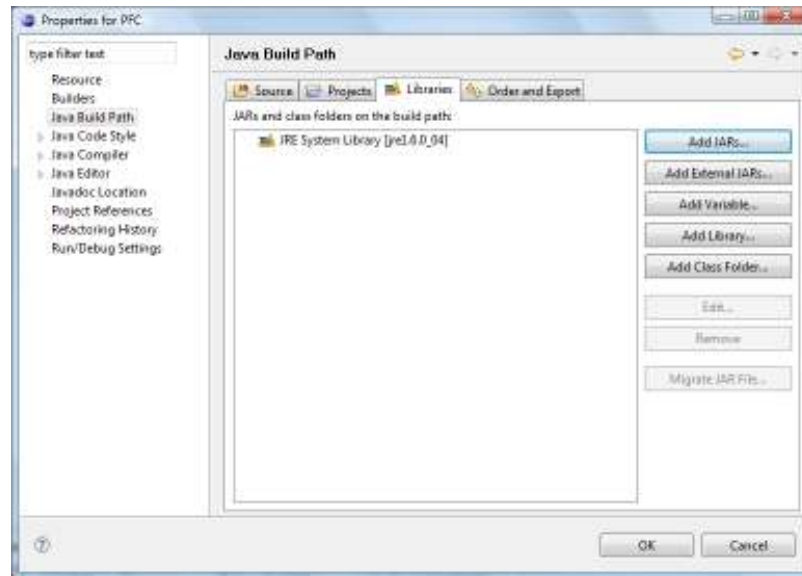 Properties for PFC
type filter text
Resource
Builders
Java Build Path
Java Code Style
Java Compiler
Java Editor
Javadoc Location
Project References
Refactoring History
Run/Debug Settings
Java Build Path
Source Projects Libraries Order and Export
JARs and class folders on the build path:
JRE System Library [jre1.6.0_04]
Add JARs...
Add External JARs...
Add Variable...
Add Library...
Add Class Folder...
Edit...
Remove
Migrate JAR File...
OK Cancel